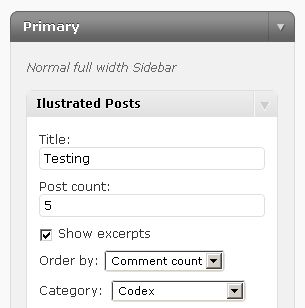 Primary
Normal full width Sidebar
Ilustrated Posts
Title:
Testing
Post count:
5
Show excerpts
Order by: Comment count
Category: Codex